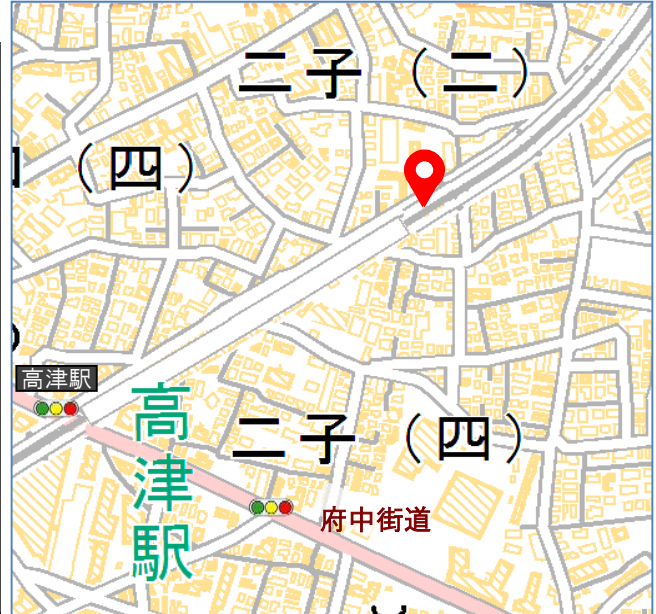 二子（二）
（四）
高津駅
高津駅
二子（四）
府中街道